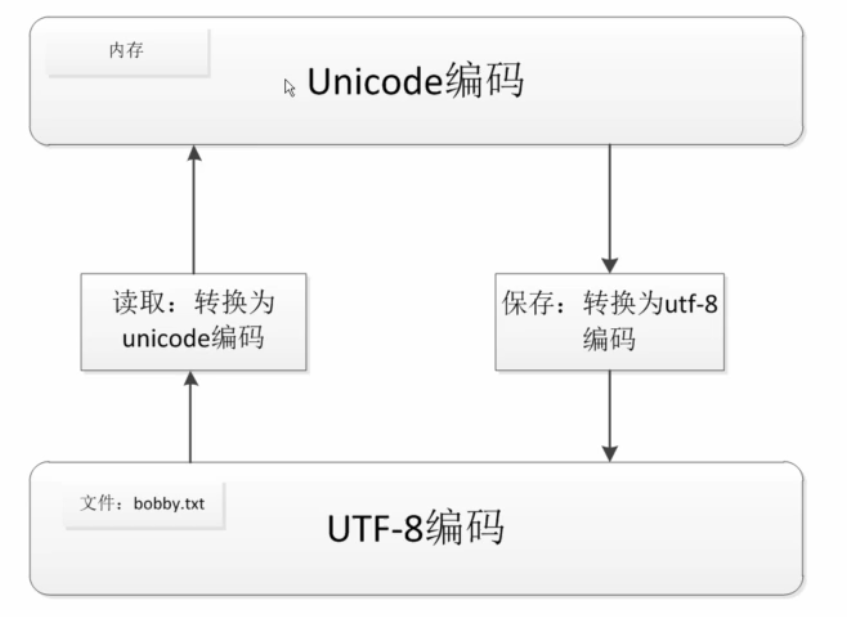 内存
Unicode编码
读取：转换为
unicode编码
保存：转换为utf-8
编码
文件：bobby.txt
UTF-8编码